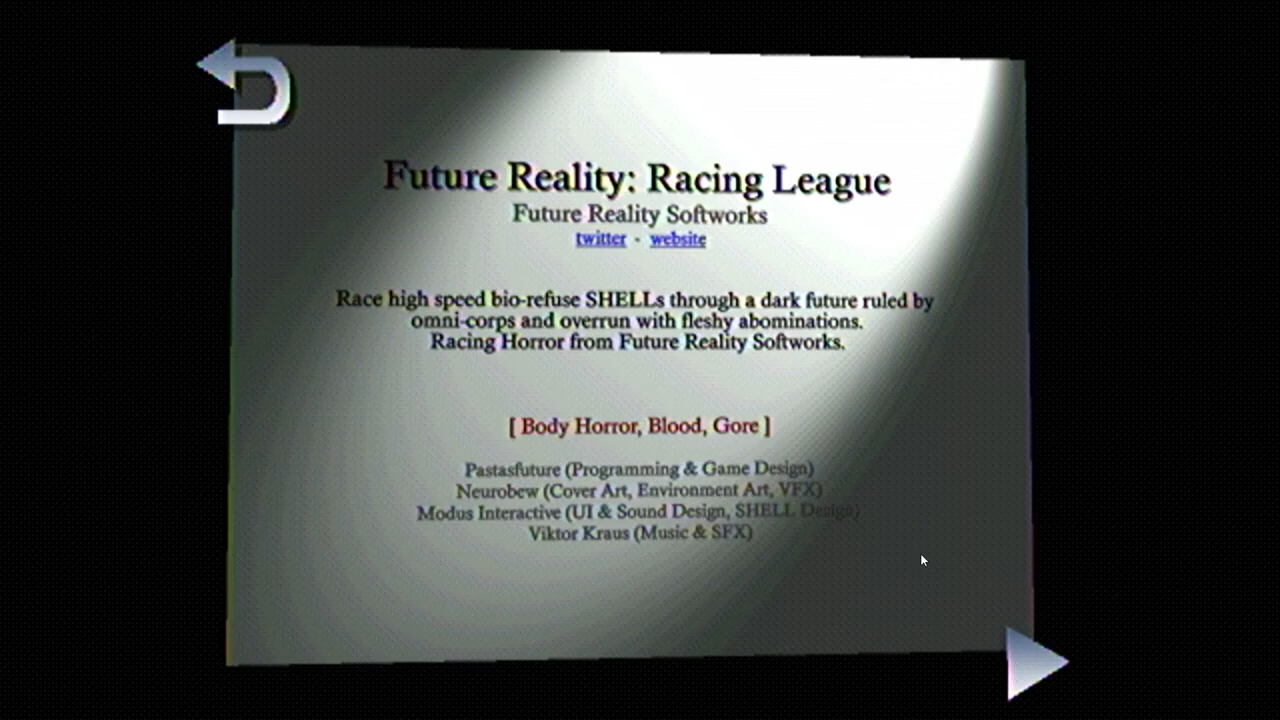 Future Reality: Racing League
Future Reality Softworks
twitter - website
Race high speed bio-refuse SHELLs through a dark future ruled by
omni-corps and overrun with fleshy abominations.
Racing Horror from Future Reality Softworks.
[ Body Horror, Blood, Gore ]
Pastasfuture (Programming & Game Design)
Neurobew (Cover Art, Environment Art, VFX)
Modus Interactive (UI & Sound Design, SHELL Design)
Viktor Kraus (Music & SFX)